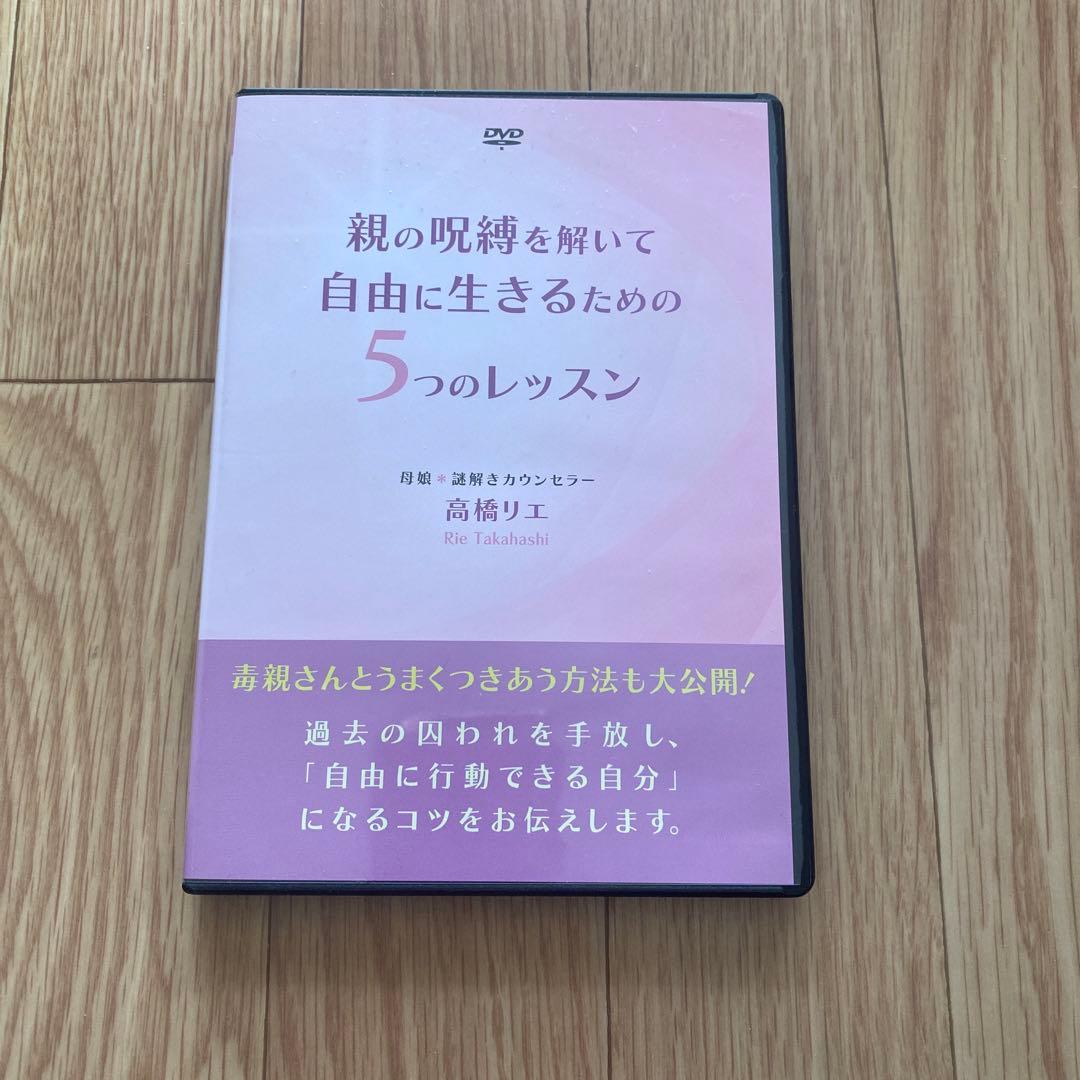 DVD
親の呪縛を解いて
自由に生きるための
5つのレッスン
母娘＊謎解きカウンセラー
高橋リエ
Rie Takahashi
毒親さんとうまくつきあう方法も大公開！
過去の囚われを手放し、
「自由に行動できる自分」
になるコツをお伝えします。